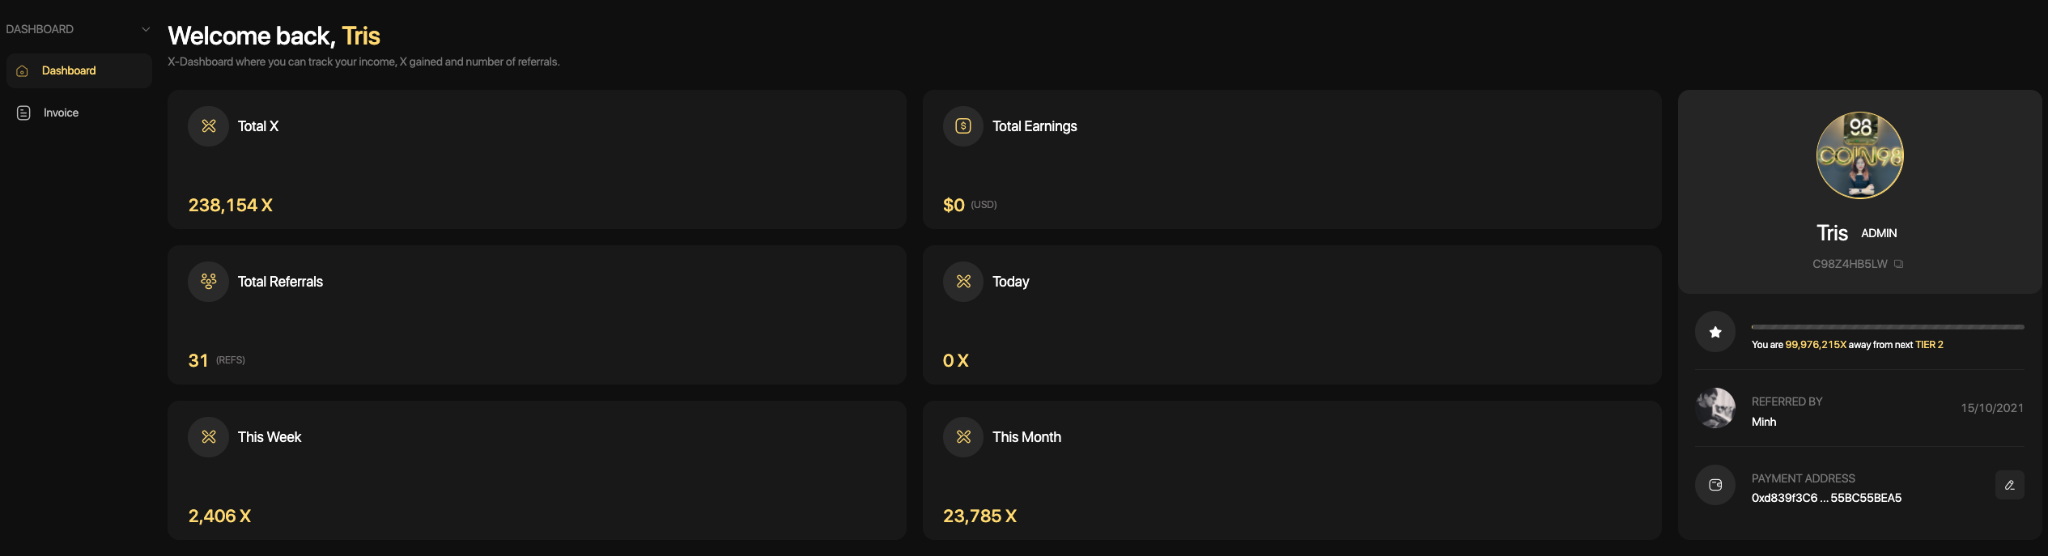 DASHBOARD
Dashboard
Invoice
Welcome back, Tris
X-Dashboard where you can track your income, X gained and number of referrals.
Total X
238,154 X
Total Earnings
$0 (USD)
Total Referrals
31 (REFS)
Today
0 X
This Week
2,406 X
This Month
23,785 X
98
COIN98
Tris ADMIN
C98Z4HB5LW
You are 99,976,215X away from next TIER 2
REFERRED BY
Minh
15/10/2021
PAYMENT ADDRESS
0xd839f3C6 ... 55BC55BEA5